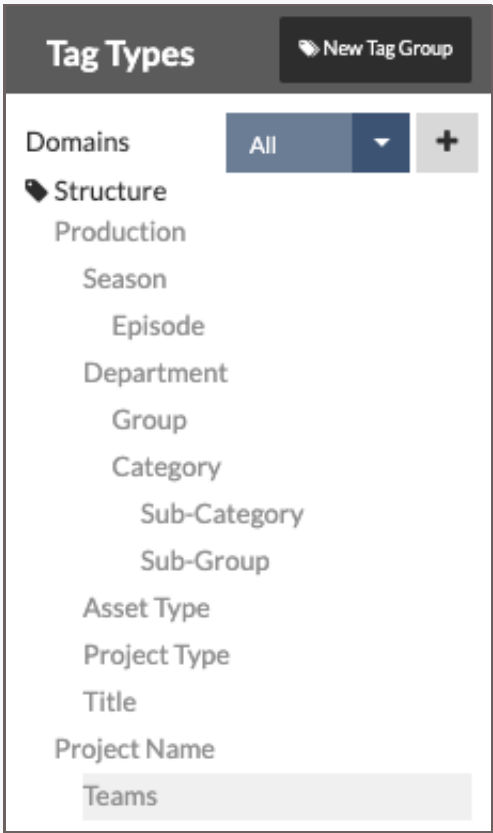 Tag Types
New Tag Group
Domains
All
Structure
Production
Season
Episode
Department
Group
Category
Sub-Category
Sub-Group
Asset Type
Project Type
Title
Project Name
Teams